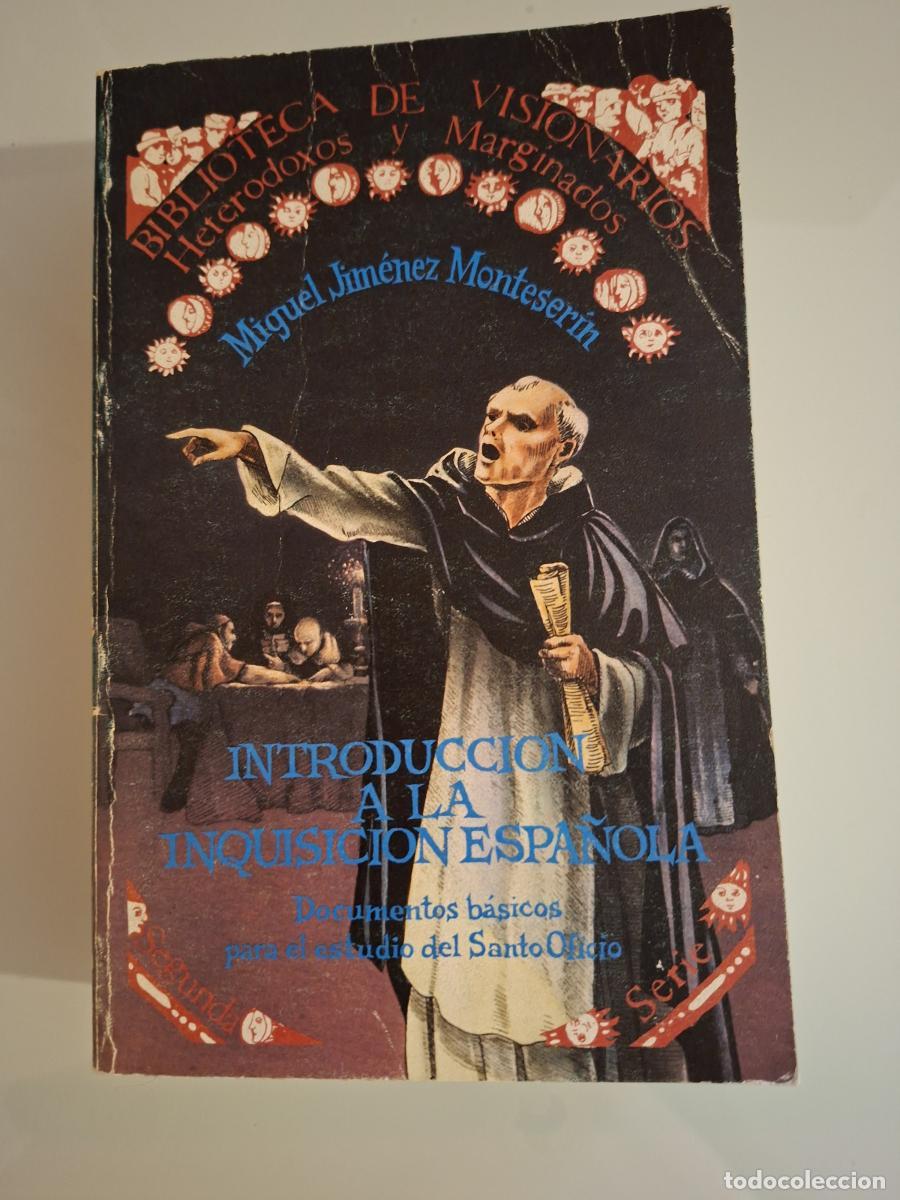 BIBLIOTECA DE VISIONARIOS
Heterodoxos y Marginados
Miguel Jiménez Monteserín
INTRODUCCION
A LA
INQUISICION ESPAÑOLA
Documentos básicos
para el estudio del Santo Oficio
Segunda Serie
todocoleccion